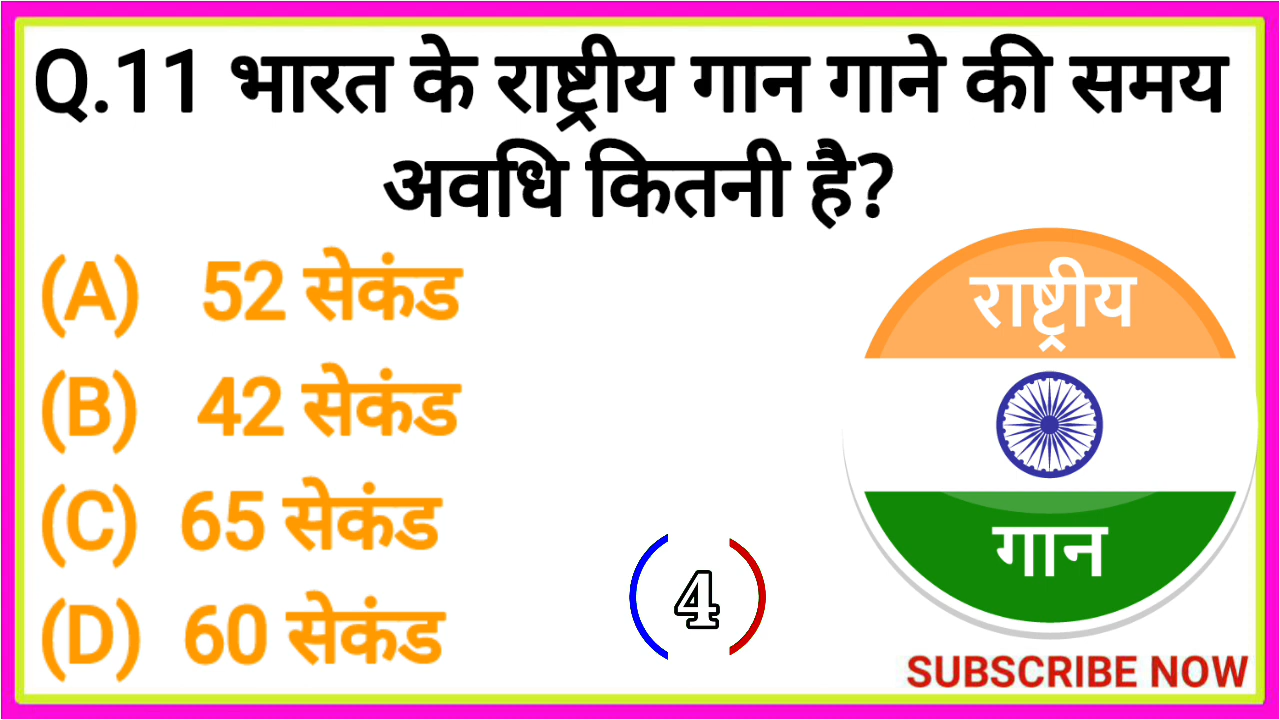 Q.11 भारत के राष्ट्रीय गान गाने की समय
अवधि कितनी है?
(A) 52 सेकंड
(B) 42 सेकंड
(C) 65 सेकंड
(D) 60 सेकंड
राष्ट्रीय
गान
4
SUBSCRIBE NOW